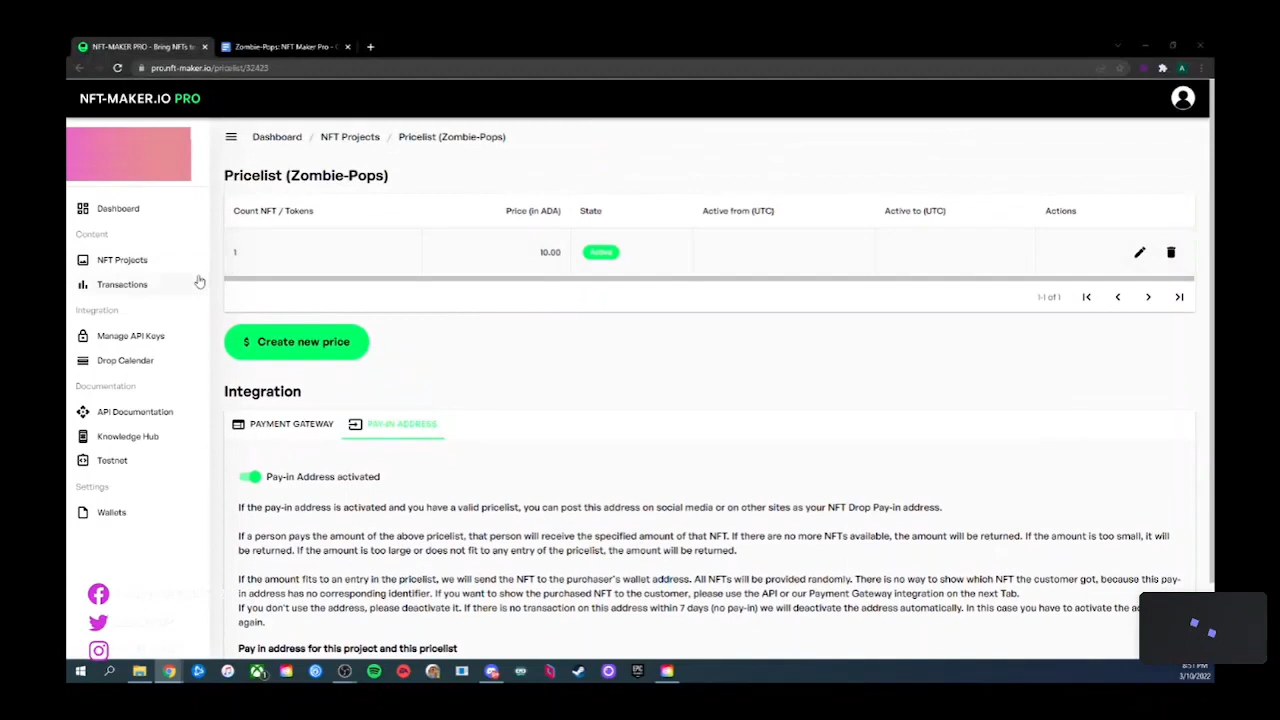 NFT-MAKER PRO - Bring NFTs to
Zombie-Pops: NFT Maker Pro -
pro.nft-maker.io/pricelist/32423
A
NFT-MAKER.IO PRO
Dashboard / NFT Projects / Pricelist (Zombie-Pops)
Pricelist (Zombie-Pops)
Count NFT / Tokens Price (in ADA) State Active from (UTC) Active to (UTC) Actions
1 10.00 Active
1-1 of 1
$ Create new price
Integration
PAYMENT GATEWAY PAY-IN ADDRESS
Pay-in Address activated
If the pay-in address is activated and you have a valid pricelist, you can post this address on social media or on other sites as your NFT Drop Pay-in address.
If a person pays the amount of the above pricelist, that person will receive the specified amount of that NFT. If there are no more NFTs available, the amount will be returned. If the amount is too small, it will
be returned. If the amount is too large or does not fit to any entry of the pricelist, the amount will be returned.
If the amount fits to an entry in the pricelist, we will send the NFT to the purchaser's wallet address. All NFTs will be provided randomly. There is no way to show which NFT the customer got, because this pay-
in address has no corresponding identifier. If you want to show the purchased NFT to the customer, please use the API or our Payment Gateway integration on the next Tab.
If you don't use the address, please deactivate it. If there is no transaction on this address within 7 days (no pay-in) we will deactivate the address automatically. In this case you have to activate the
again.
Pay in address for this project and this pricelist
Dashboard
Content
NFT Projects
Transactions
Integration
Manage API Keys
Drop Calendar
Documentation
API Documentation
Knowledge Hub
Testnet
Settings
Wallets
8:51 PM
3/10/2022